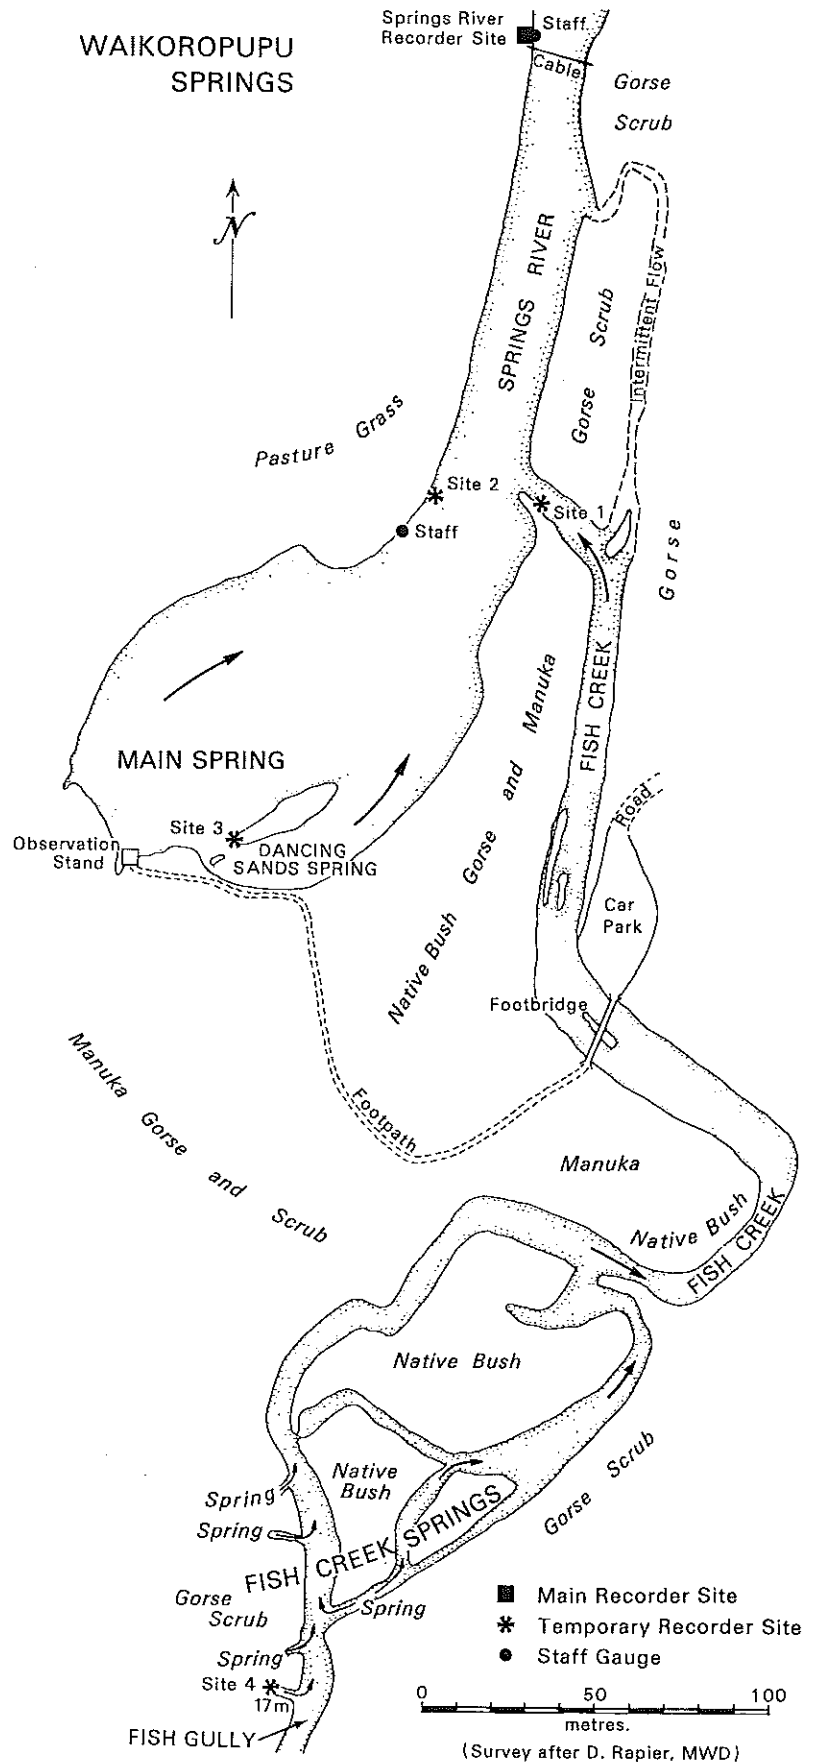 WAIKOROPUPU
SPRINGS
Springs River
Recorder Site
Staff
Cable
Gorse
Scrub
N
SPRINGS RIVER
Gorse Scrub
Intermittent Flow
Pasture Grass
Site 2
Staff
Site 1
Gorse
FISH CREEK
Native Bush Gorse and Manuka
MAIN SPRING
Site 3
DANCING
SANDS SPRING
Observation
Stand
Road
Car
Park
Footbridge
Footpath
Manuka Gorse and Scrub
Manuka
Native Bush
FISH CREEK
Native Bush
Native
Bush
Spring
Spring
FISH CREEK SPRINGS
Gorse Scrub
Gorse
Scrub
Spring
Spring
Site 4
17m
FISH GULLY
Main Recorder Site
Temporary Recorder Site
Staff Gauge
0 50 100
metres.
(Survey after D. Rapier, MWD)